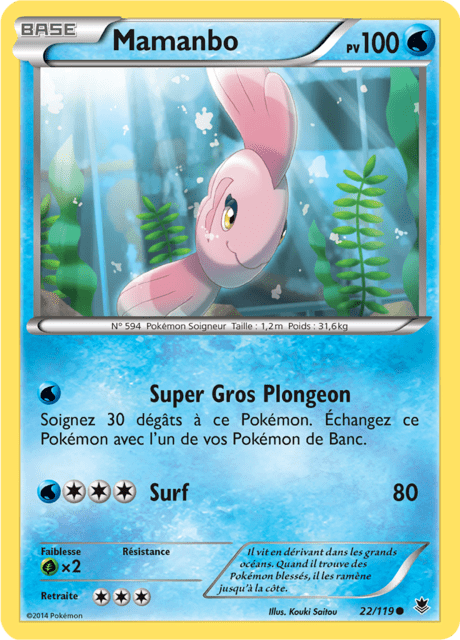 BASE
Mamanbo
PV 100
N° 594 Pokémon Soigneur Taille : 1,2m Poids : 31,6kg
Super Gros Plongeon
Soignez 30 dégâts à ce Pokémon. Échangez ce
Pokémon avec l'un de vos Pokémon de Banc.
Surf 80
Faiblesse Résistance
×2
Retraite
Il vit en dérivant dans les grands
océans. Quand il trouve des
Pokémon blessés, il les ramène
jusqu'à la côte.
©2014 Pokémon
Illus. Kouki Saitou 22/119